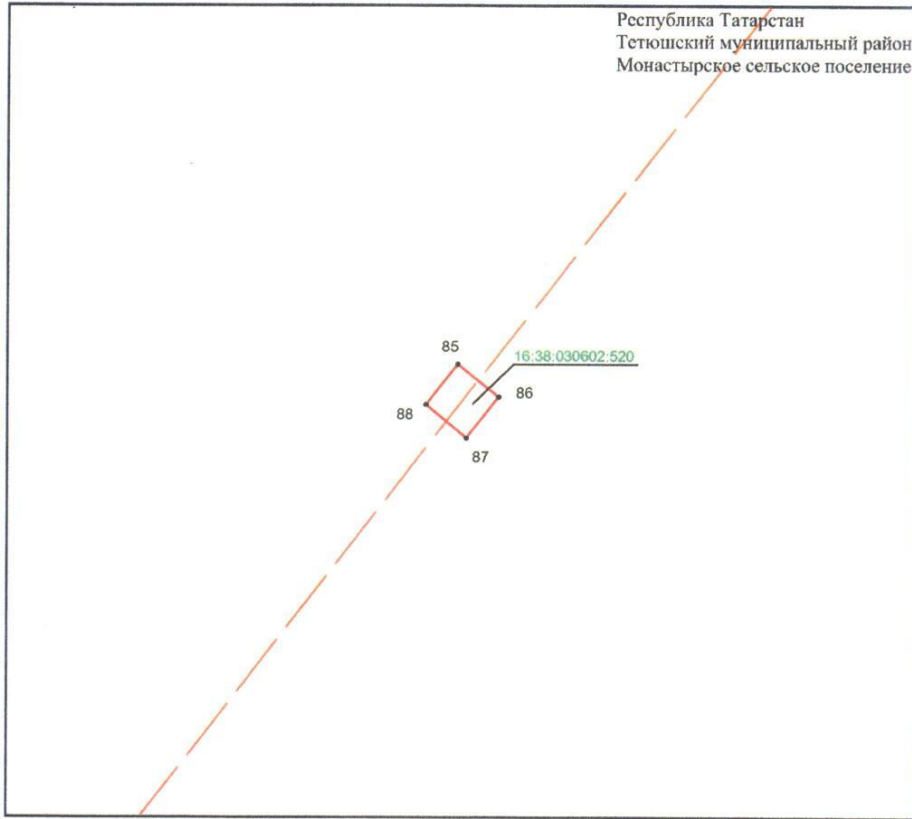 Республика Татарстан
Тетюшский муниципальный район
Монастырское сельское поселение
85
16:38:030602:520
86
88
87